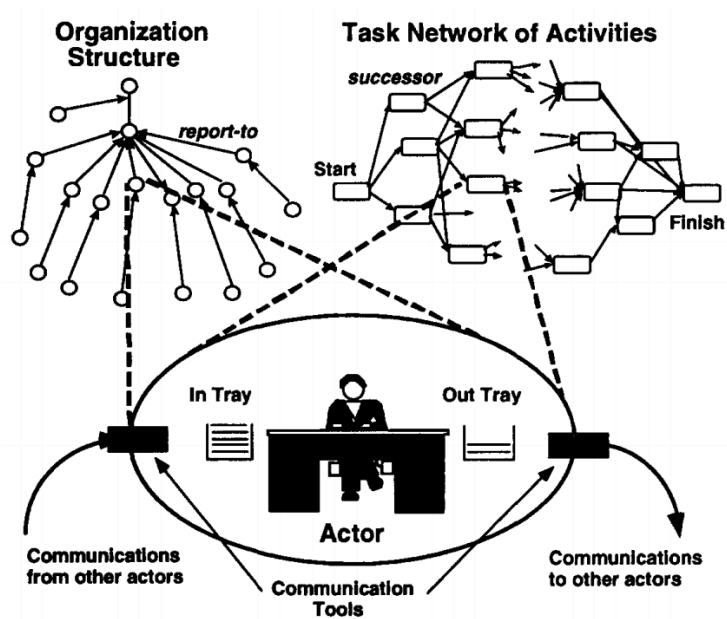 Organization
Structure
Task Network of Activities
successor
report-to
Start
Finish
In Tray
Out Tray
Actor
Communications
from other actors
Communication
Tools
Communications
to other actors